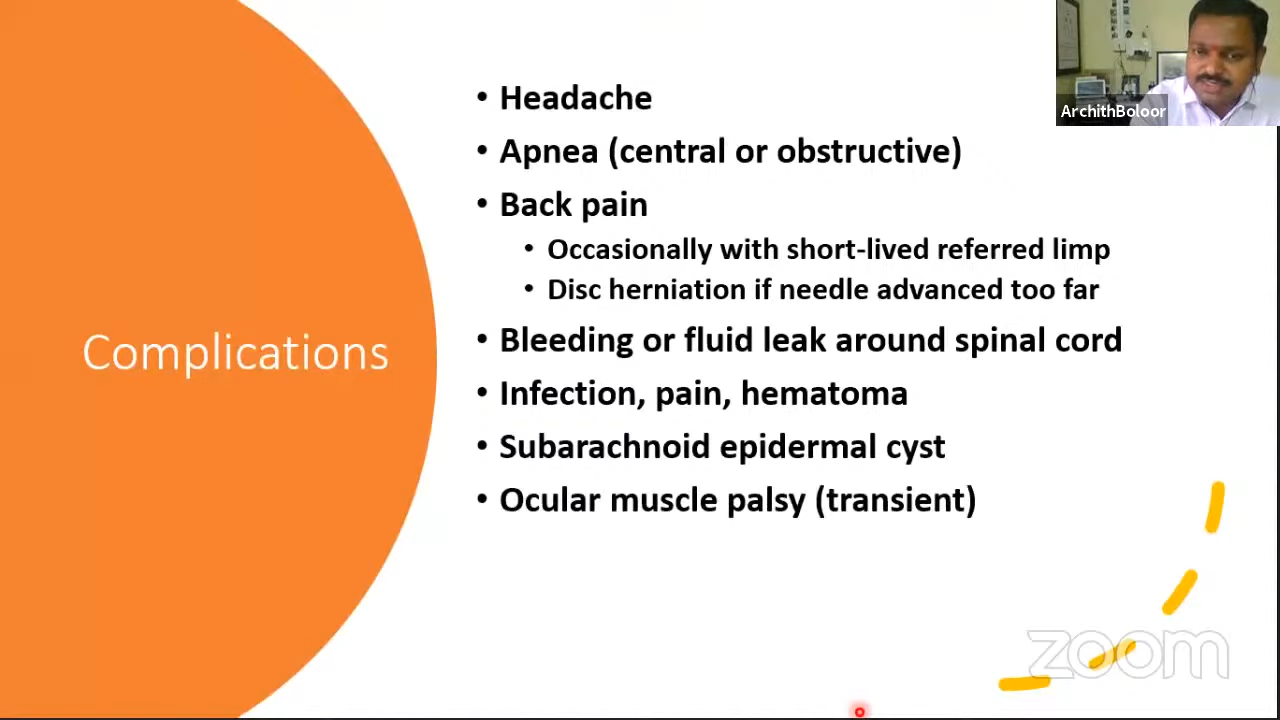 ArchithBoloor
• Headache
• Apnea (central or obstructive)
• Back pain
• Occasionally with short-lived referred limp
• Disc herniation if needle advanced too far
Complications
• Bleeding or fluid leak around spinal cord
• Infection, pain, hematoma
• Subarachnoid epidermal cyst
• Ocular muscle palsy (transient)
zoom